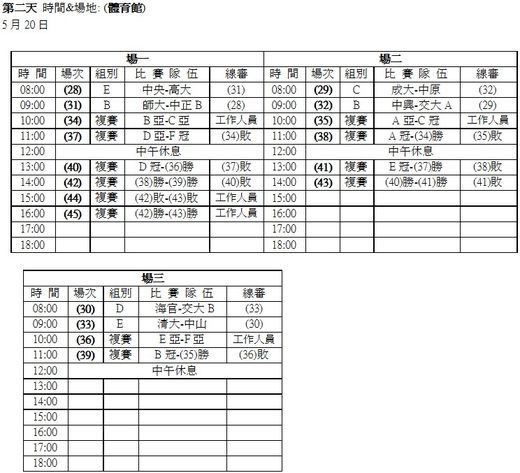 第二天 時間&場地: (體育館)
5 月 20 日
場一 場二
時 間 場次 組別 比 賽 隊 伍 線審 時 間 場次 組別 比 賽 隊 伍 線審
08:00 (28) E 中央-高大 (31) 08:00 (29) C 成大-中原 (32)
09:00 (31) B 師大-中正 B (28) 09:00 (32) B 中興-交大 A (29)
10:00 (34) 複賽 B 亞-C 亞 工作人員 10:00 (35) 複賽 A 亞-C 冠 工作人員
11:00 (37) 複賽 D 亞-F 冠 (34)敗 11:00 (38) 複賽 A 冠-(34)勝 (35)敗
12:00 中午休息 12:00 中午休息
13:00 (40) 複賽 D 冠-(36)勝 (37)敗 13:00 (41) 複賽 E 冠-(37)勝 (38)敗
14:00 (42) 複賽 (38)勝-(39)勝 (40)敗 14:00 (43) 複賽 (40)勝-(41)勝 (41)敗
15:00 (44) 複賽 (42)敗-(43)敗 工作人員 15:00
16:00 (45) 複賽 (42)勝-(43)勝 工作人員 16:00
17:00 17:00
18:00 18:00
場三
時 間 場次 組別 比 賽 隊 伍 線審
08:00 (30) D 海官-交大 B (33)
09:00 (33) E 清大-中山 (30)
10:00 (36) 複賽 E 亞-F 亞 工作人員
11:00 (39) 複賽 B 冠-(35)勝 (36)敗
12:00 中午休息
13:00
14:00
15:00
16:00
17:00
18:00